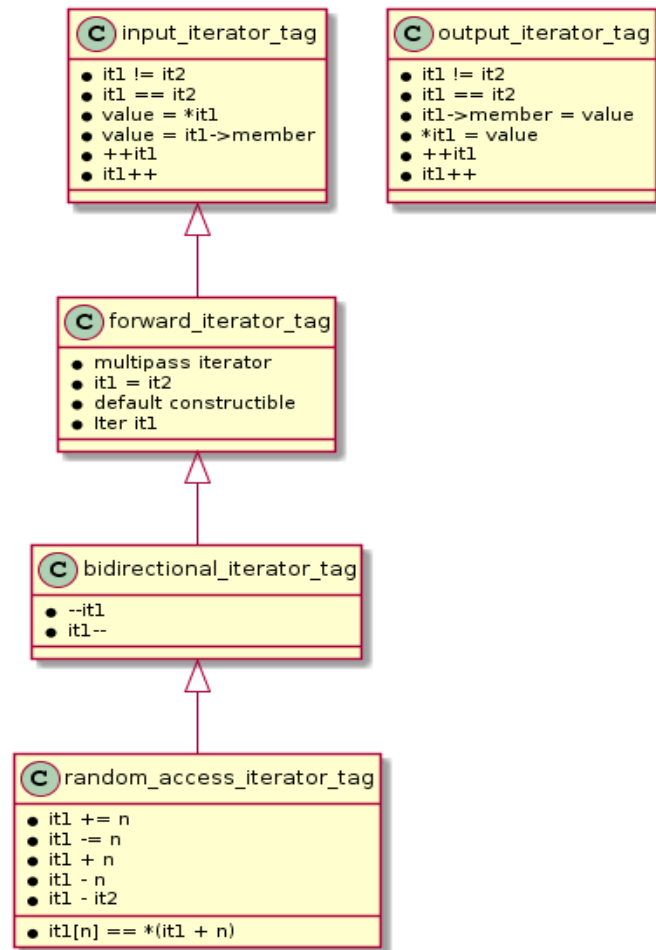 C input_iterator_tag
it1 != it2
it1 == it2
value = *it1
value = it1->member
++it1
it1++
C output_iterator_tag
it1 != it2
it1 == it2
it1->member = value
*it1 = value
++it1
it1++
C forward_iterator_tag
multipass iterator
it1 = it2
default constructible
Iter it1
C bidirectional_iterator_tag
--it1
it1--
C random_access_iterator_tag
it1 += n
it1 -= n
it1 + n
it1 - n
it1 - it2
it1[n] == *(it1 + n)